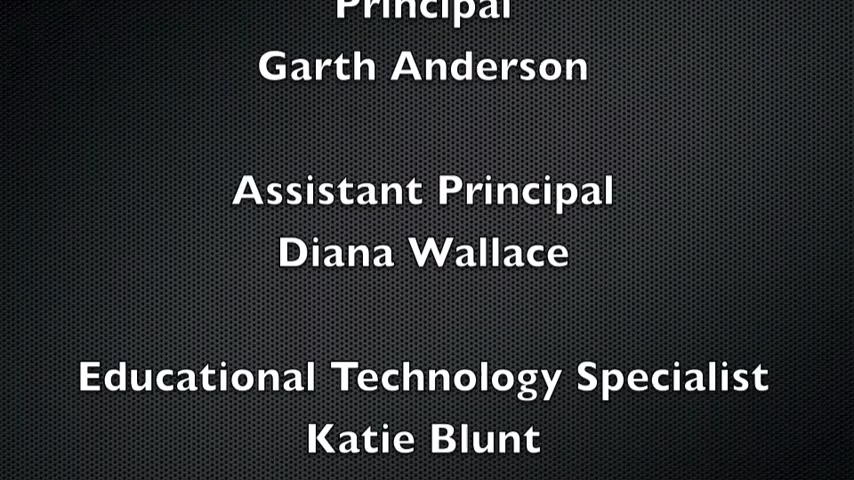 Principal
Garth Anderson
Assistant Principal
Diana Wallace
Educational Technology Specialist
Katie Blunt